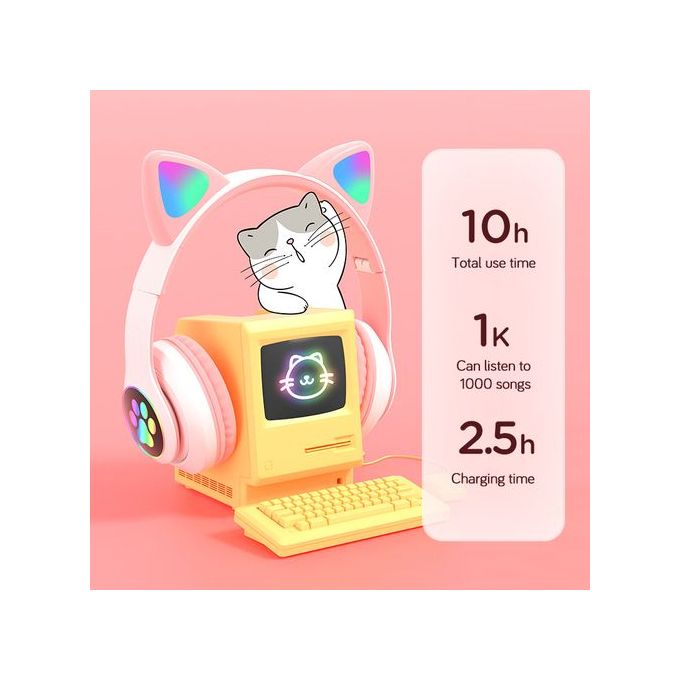 10h
Total use time
1K
Can listen to
1000 songs
2.5h
Charging time